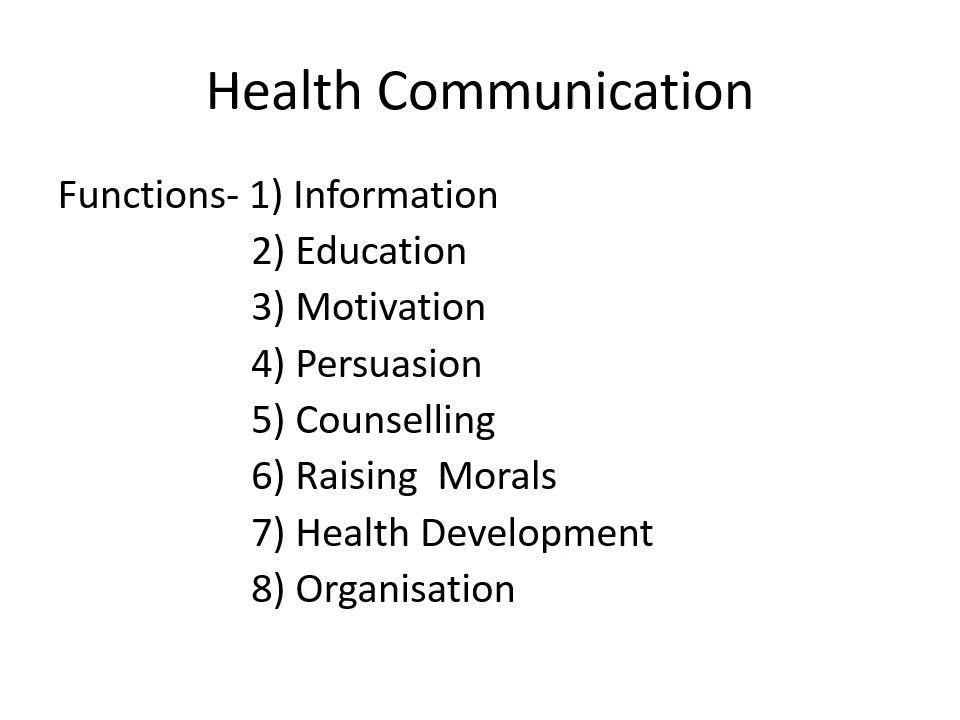 Health Communication
Functions- 1) Information
2) Education
3) Motivation
4) Persuasion
5) Counselling
6) Raising  Morals
7) Health Development
8) Organisation